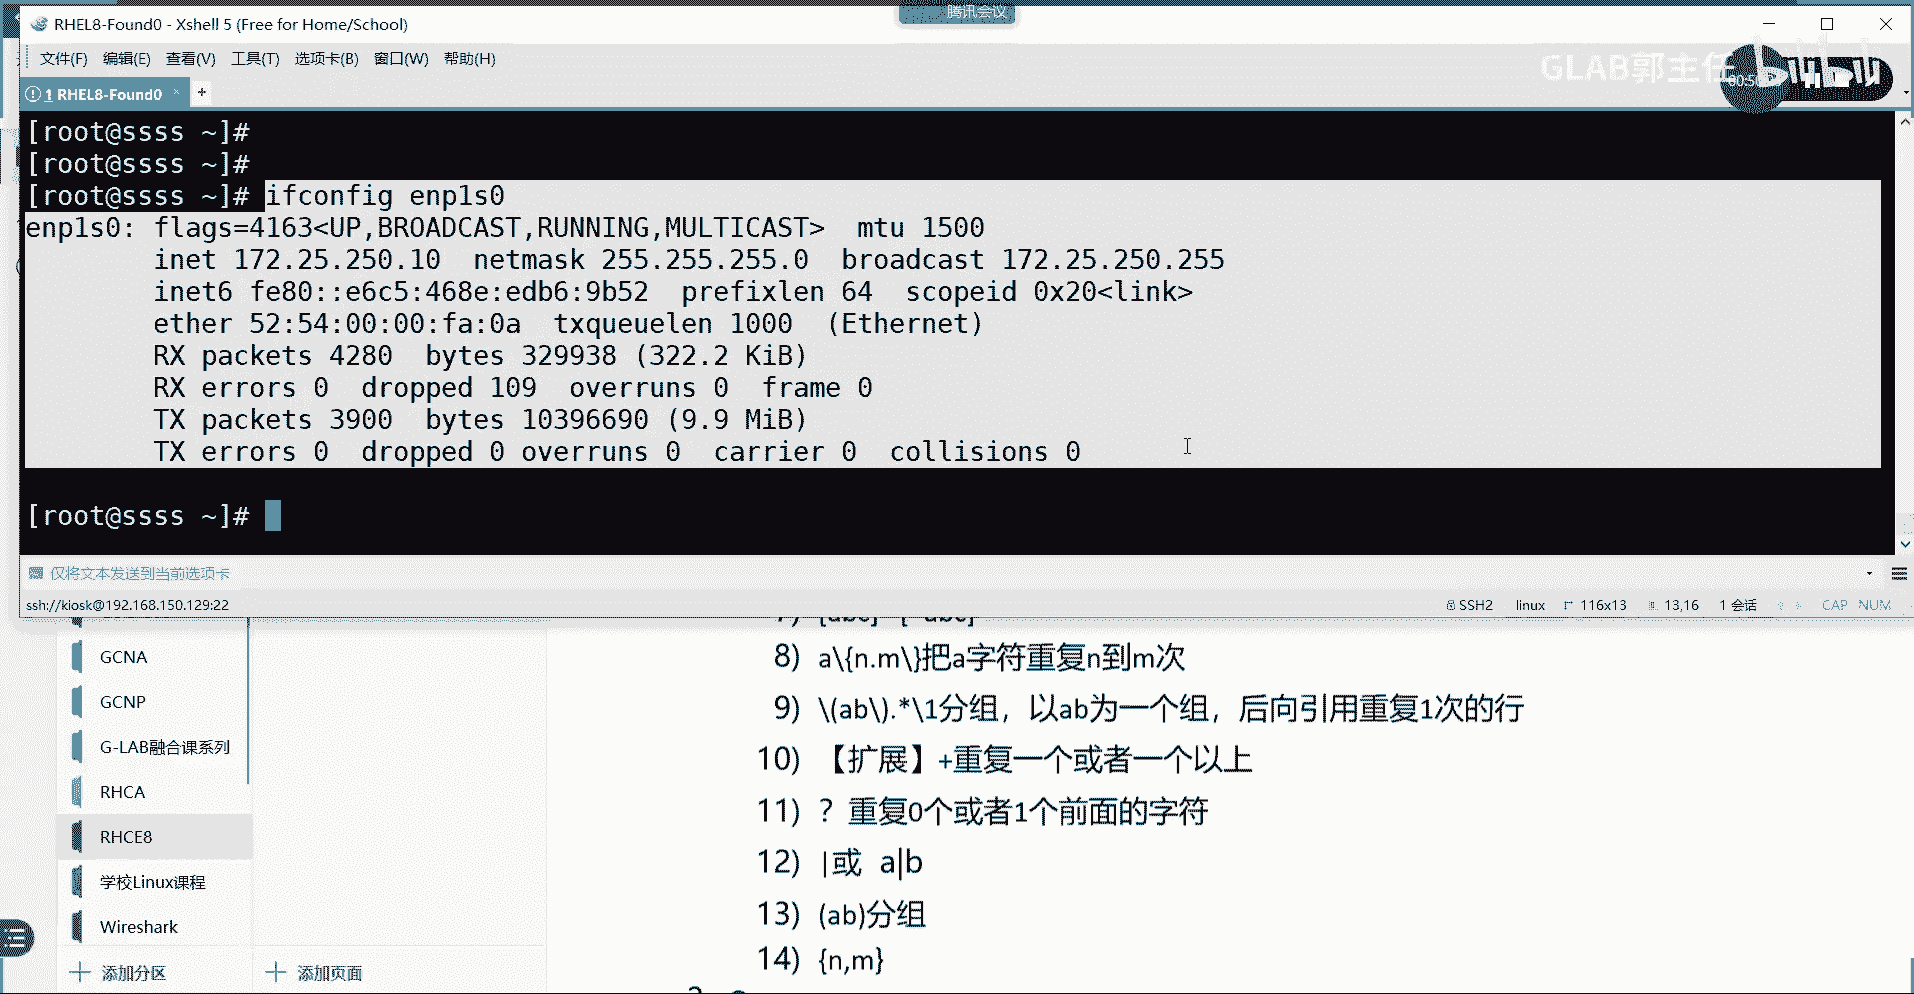 腾讯会议
RHEL8-Found0 - Xshell 5 (Free for Home/School)
文件(F) 编辑(E) 查看(V) 工具(T) 选项卡(B) 窗口(W) 帮助(H)
GLAB郭主任
bilibili
1 RHEL8-Found0 × +
[root@ssss ~]#
[root@ssss ~]#
[root@ssss ~]# ifconfig enp1s0
enp1s0: flags=4163<UP,BROADCAST,RUNNING,MULTICAST>  mtu 1500
inet 172.25.250.10  netmask 255.255.255.0  broadcast 172.25.250.255
inet6 fe80::e6c5:468e:edb6:9b52  prefixlen 64  scopeid 0x20<link>
ether 52:54:00:00:fa:0a  txqueuelen 1000  (Ethernet)
RX packets 4280  bytes 329938 (322.2 KiB)
RX errors 0  dropped 109  overruns 0  frame 0
TX packets 3900  bytes 10396690 (9.9 MiB)
TX errors 0  dropped 0 overruns 0  carrier 0  collisions 0
[root@ssss ~]#
仅将文本发送到当前选项卡
ssh://kiosk@192.168.150.129:22 SSH2 linux 116x13 13,16 1 会话 CAP NUM
GCNA
GCNP
G-LAB融合课系列
RHCA
RHCE8
学校Linux课程
Wireshark
添加分区
添加页面
8) a\{n.m\}把a字符重复n到m次
9) \(ab\).*\1分组，以ab为一个组，后向引用重复1次的行
10) 【扩展】+重复一个或者一个以上
11) ？重复0个或者1个前面的字符
12) |或 a|b
13) (ab)分组
14) {n,m}